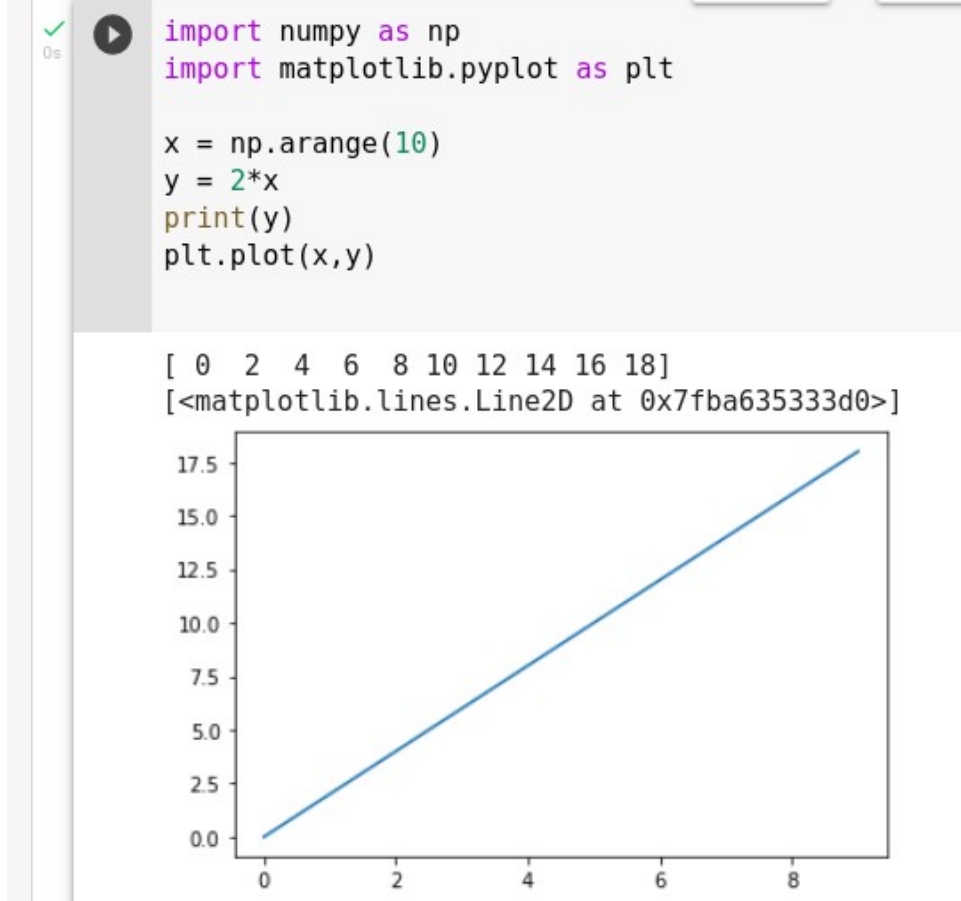 import numpy as np
0s
import matplotlib.pyplot as plt
x = np.arange(10)
y = 2*x
print(y)
plt.plot(x,y)
[ 0  2  4  6  8 10 12 14 16 18]
[<matplotlib.lines.Line2D at 0x7fba635333d0>]
17.5
15.0
12.5
10.0
7.5
5.0
2.5
0.0
0 2 4 6 8